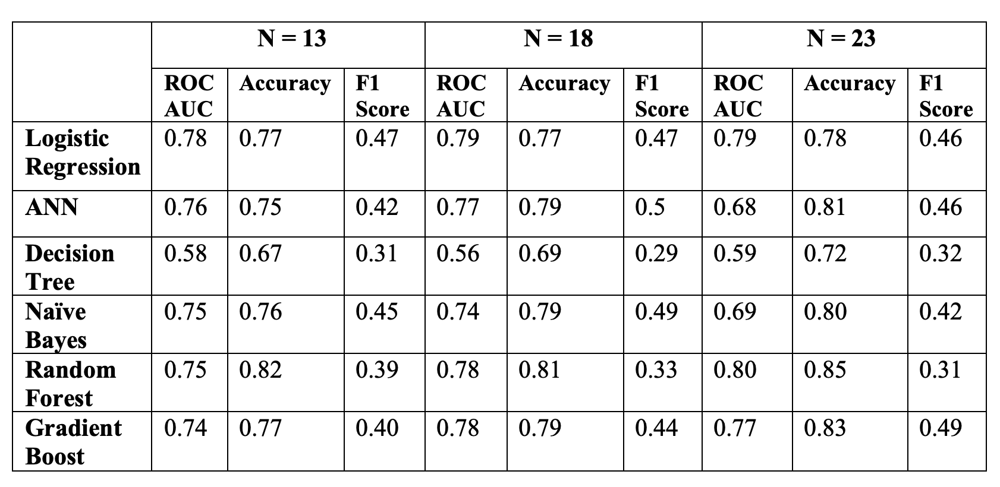 N = 13 N = 18 N = 23
ROC AUC Accuracy F1 Score ROC AUC Accuracy F1 Score ROC AUC Accuracy F1 Score
Logistic Regression 0.78 0.77 0.47 0.79 0.77 0.47 0.79 0.78 0.46
ANN 0.76 0.75 0.42 0.77 0.79 0.5 0.68 0.81 0.46
Decision Tree 0.58 0.67 0.31 0.56 0.69 0.29 0.59 0.72 0.32
Naïve Bayes 0.75 0.76 0.45 0.74 0.79 0.49 0.69 0.80 0.42
Random Forest 0.75 0.82 0.39 0.78 0.81 0.33 0.80 0.85 0.31
Gradient Boost 0.74 0.77 0.40 0.78 0.79 0.44 0.77 0.83 0.49